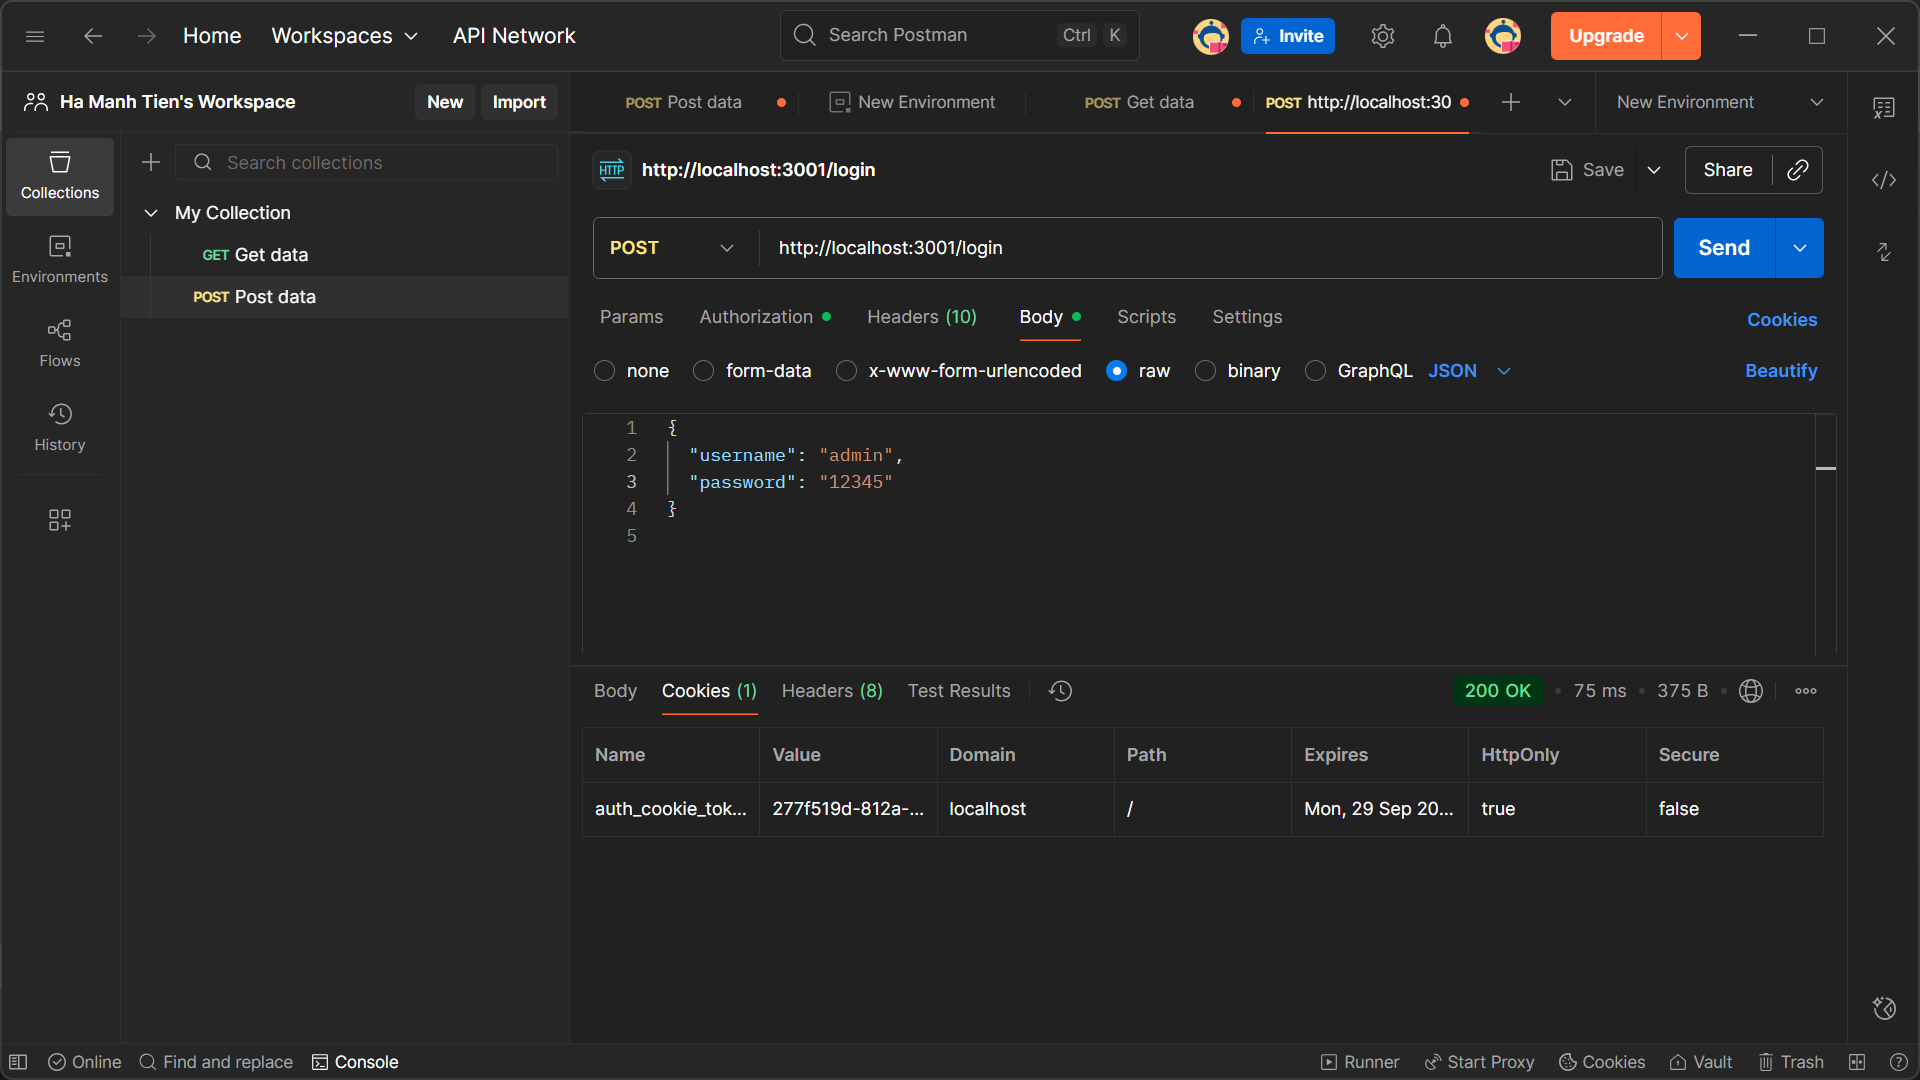 Home Workspaces API Network Search Postman Ctrl K Invite Upgrade
Ha Manh Tien's Workspace New Import POST Post data New Environment POST Get data POST http://localhost:30 New Environment
Collections Search collections
Environments
Flows
History
My Collection
GET Get data
POST Post data
HTTP http://localhost:3001/login Save Share
POST http://localhost:3001/login Send
Params Authorization Headers (10) Body Scripts Settings Cookies
none form-data x-www-form-urlencoded raw binary GraphQL JSON Beautify
1 {
2 "username": "admin",
3 "password": "12345"
4 }
5
Body Cookies (1) Headers (8) Test Results 200 OK • 75 ms • 375 B •
Name Value Domain Path Expires HttpOnly Secure
auth_cookie_tok... 277f519d-812a-... localhost / Mon, 29 Sep 20... true false
Online Find and replace Console Runner Start Proxy Cookies Vault Trash